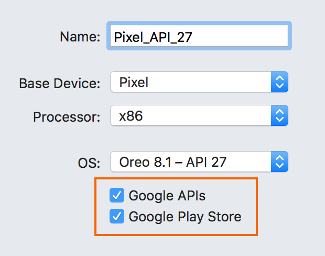 Name: Pixel_API_27
Base Device: Pixel
Processor: x86
OS: Oreo 8.1 – API 27
Google APIs
Google Play Store